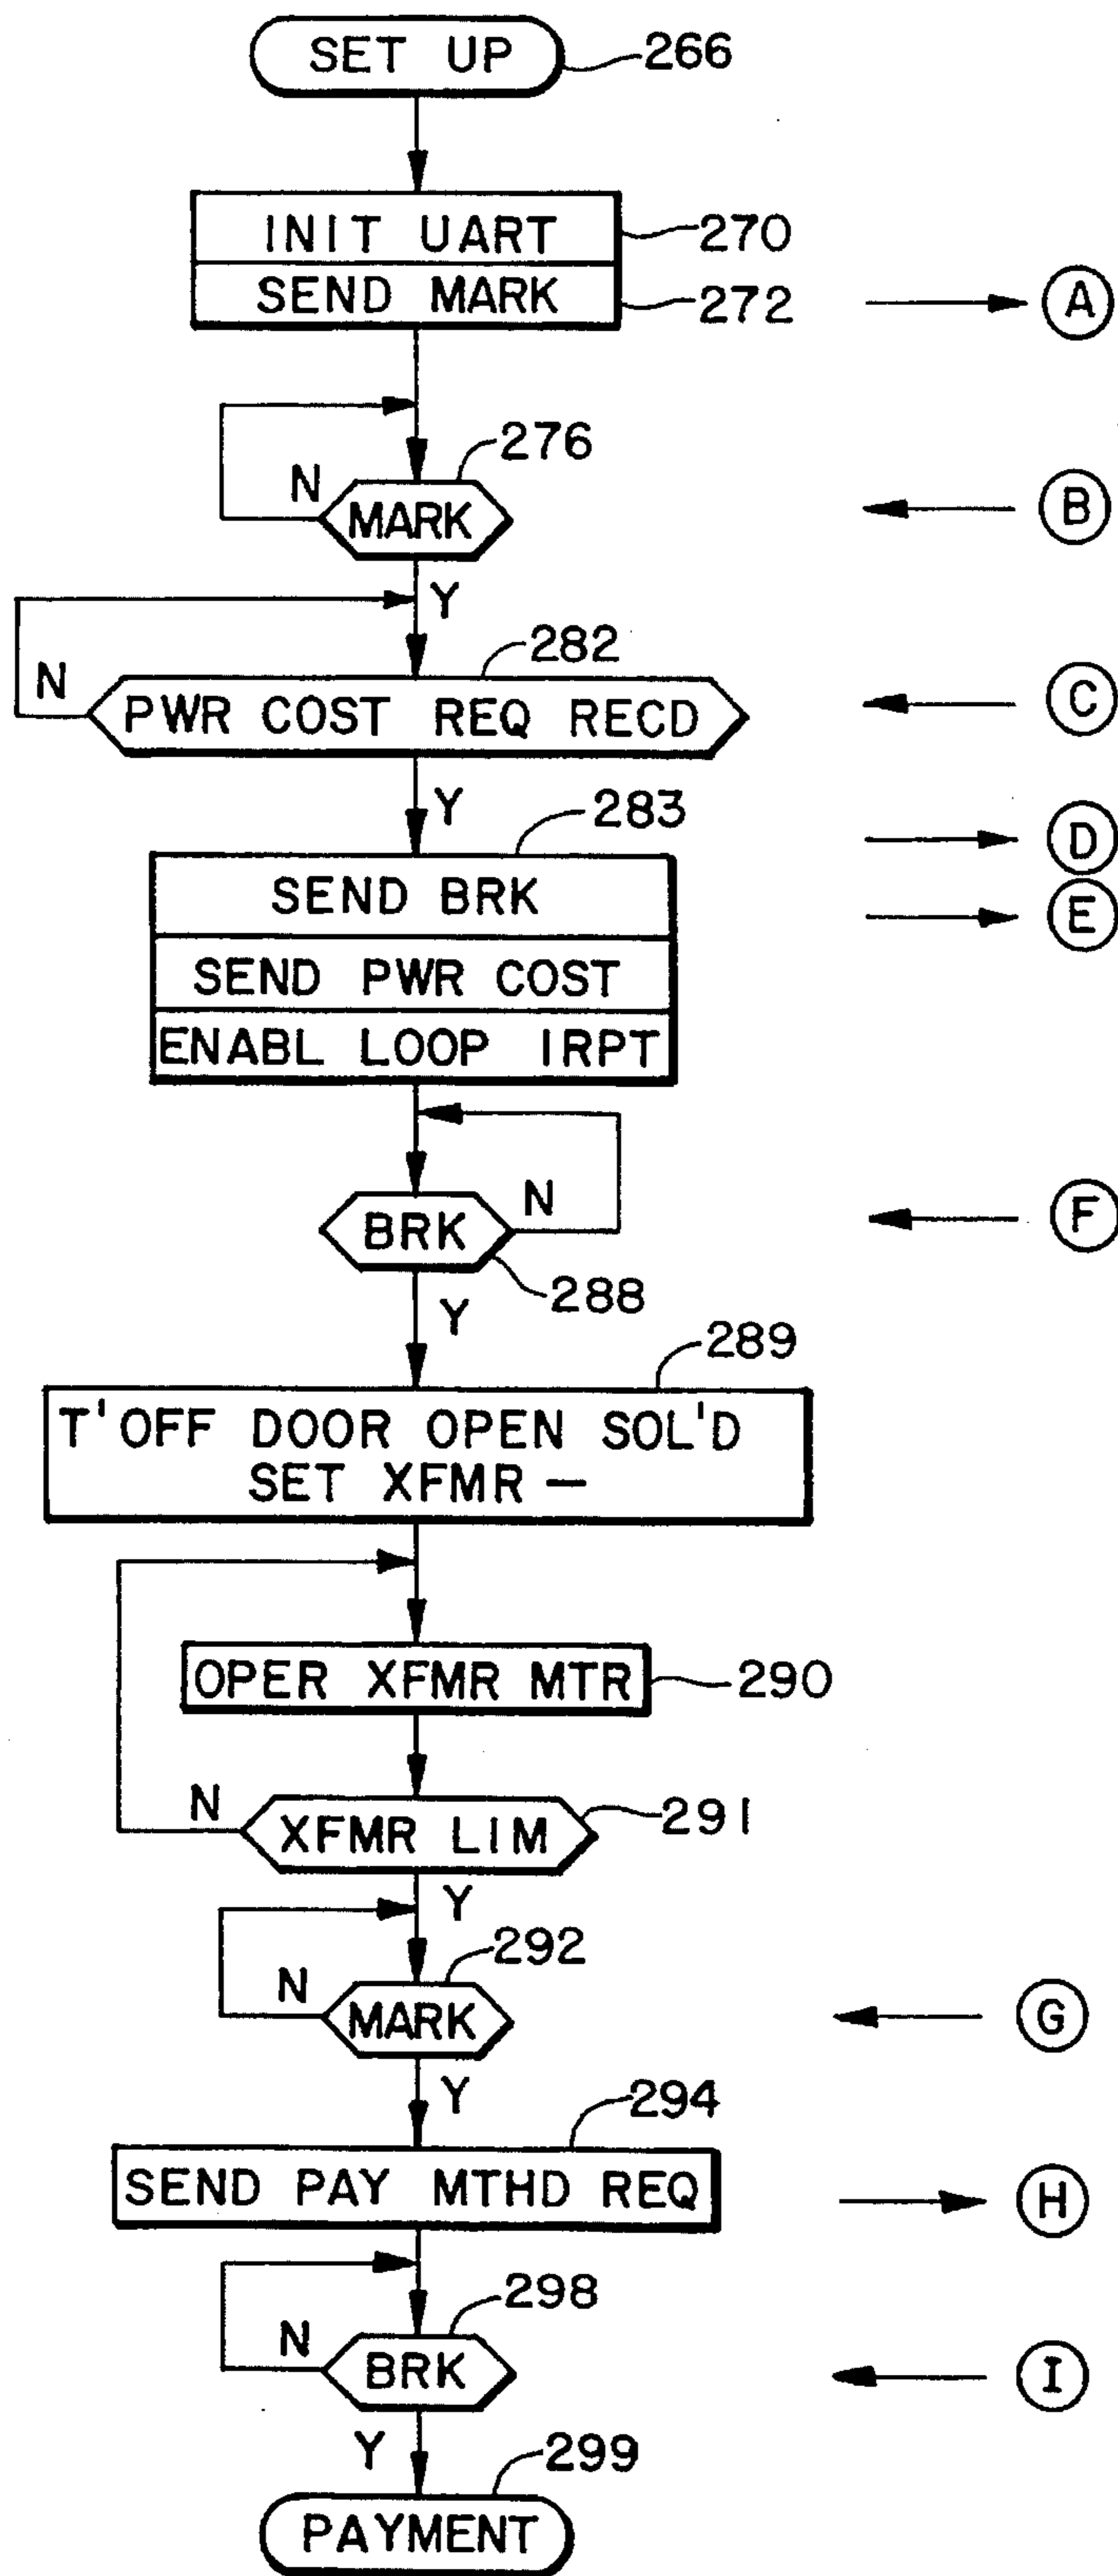 SET UP
266
INIT UART
270
SEND MARK
272
A
276
N
MARK
B
Y
282
N
PWR COST REQ RECD
C
Y
283
D
SEND BRK
E
SEND PWR COST
ENABL LOOP IRPT
BRK
N
F
288
Y
289
T'OFF DOOR OPEN SOL'D
SET XFMR –
OPER XFMR MTR
290
N
XFMR LIM
291
Y
292
N
MARK
G
Y
294
SEND PAY MTHD REQ
H
298
N
BRK
I
Y
299
PAYMENT